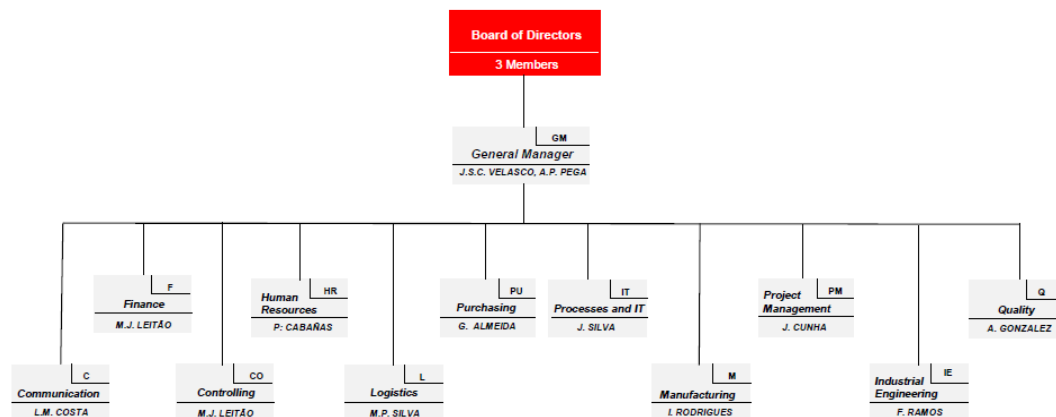 Board of Directors
3 Members
GM
General Manager
J.S.C. VELASCO, A.P. PEGA
F
Finance
M.J. LEITÃO
HR
Human
Resources
P: CABAÑAS
PU
Purchasing
G. ALMEIDA
IT
Processes and IT
J. SILVA
PM
Project
Management
J. CUNHA
Q
Quality
A. GONZALEZ
C
Communication
L.M. COSTA
CO
Controlling
M.J. LEITÃO
L
Logistics
M.P. SILVA
M
Manufacturing
I. RODRIGUES
IE
Industrial
Engineering
F. RAMOS